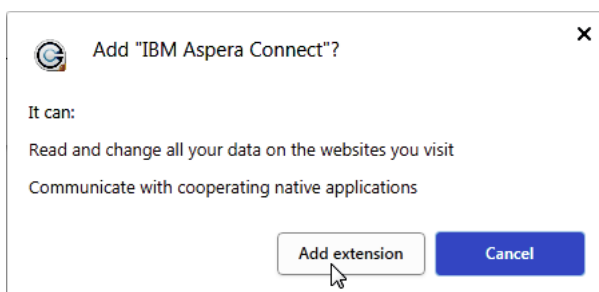 Add "IBM Aspera Connect"?
It can:
Read and change all your data on the websites you visit
Communicate with cooperating native applications
Add extension
Cancel